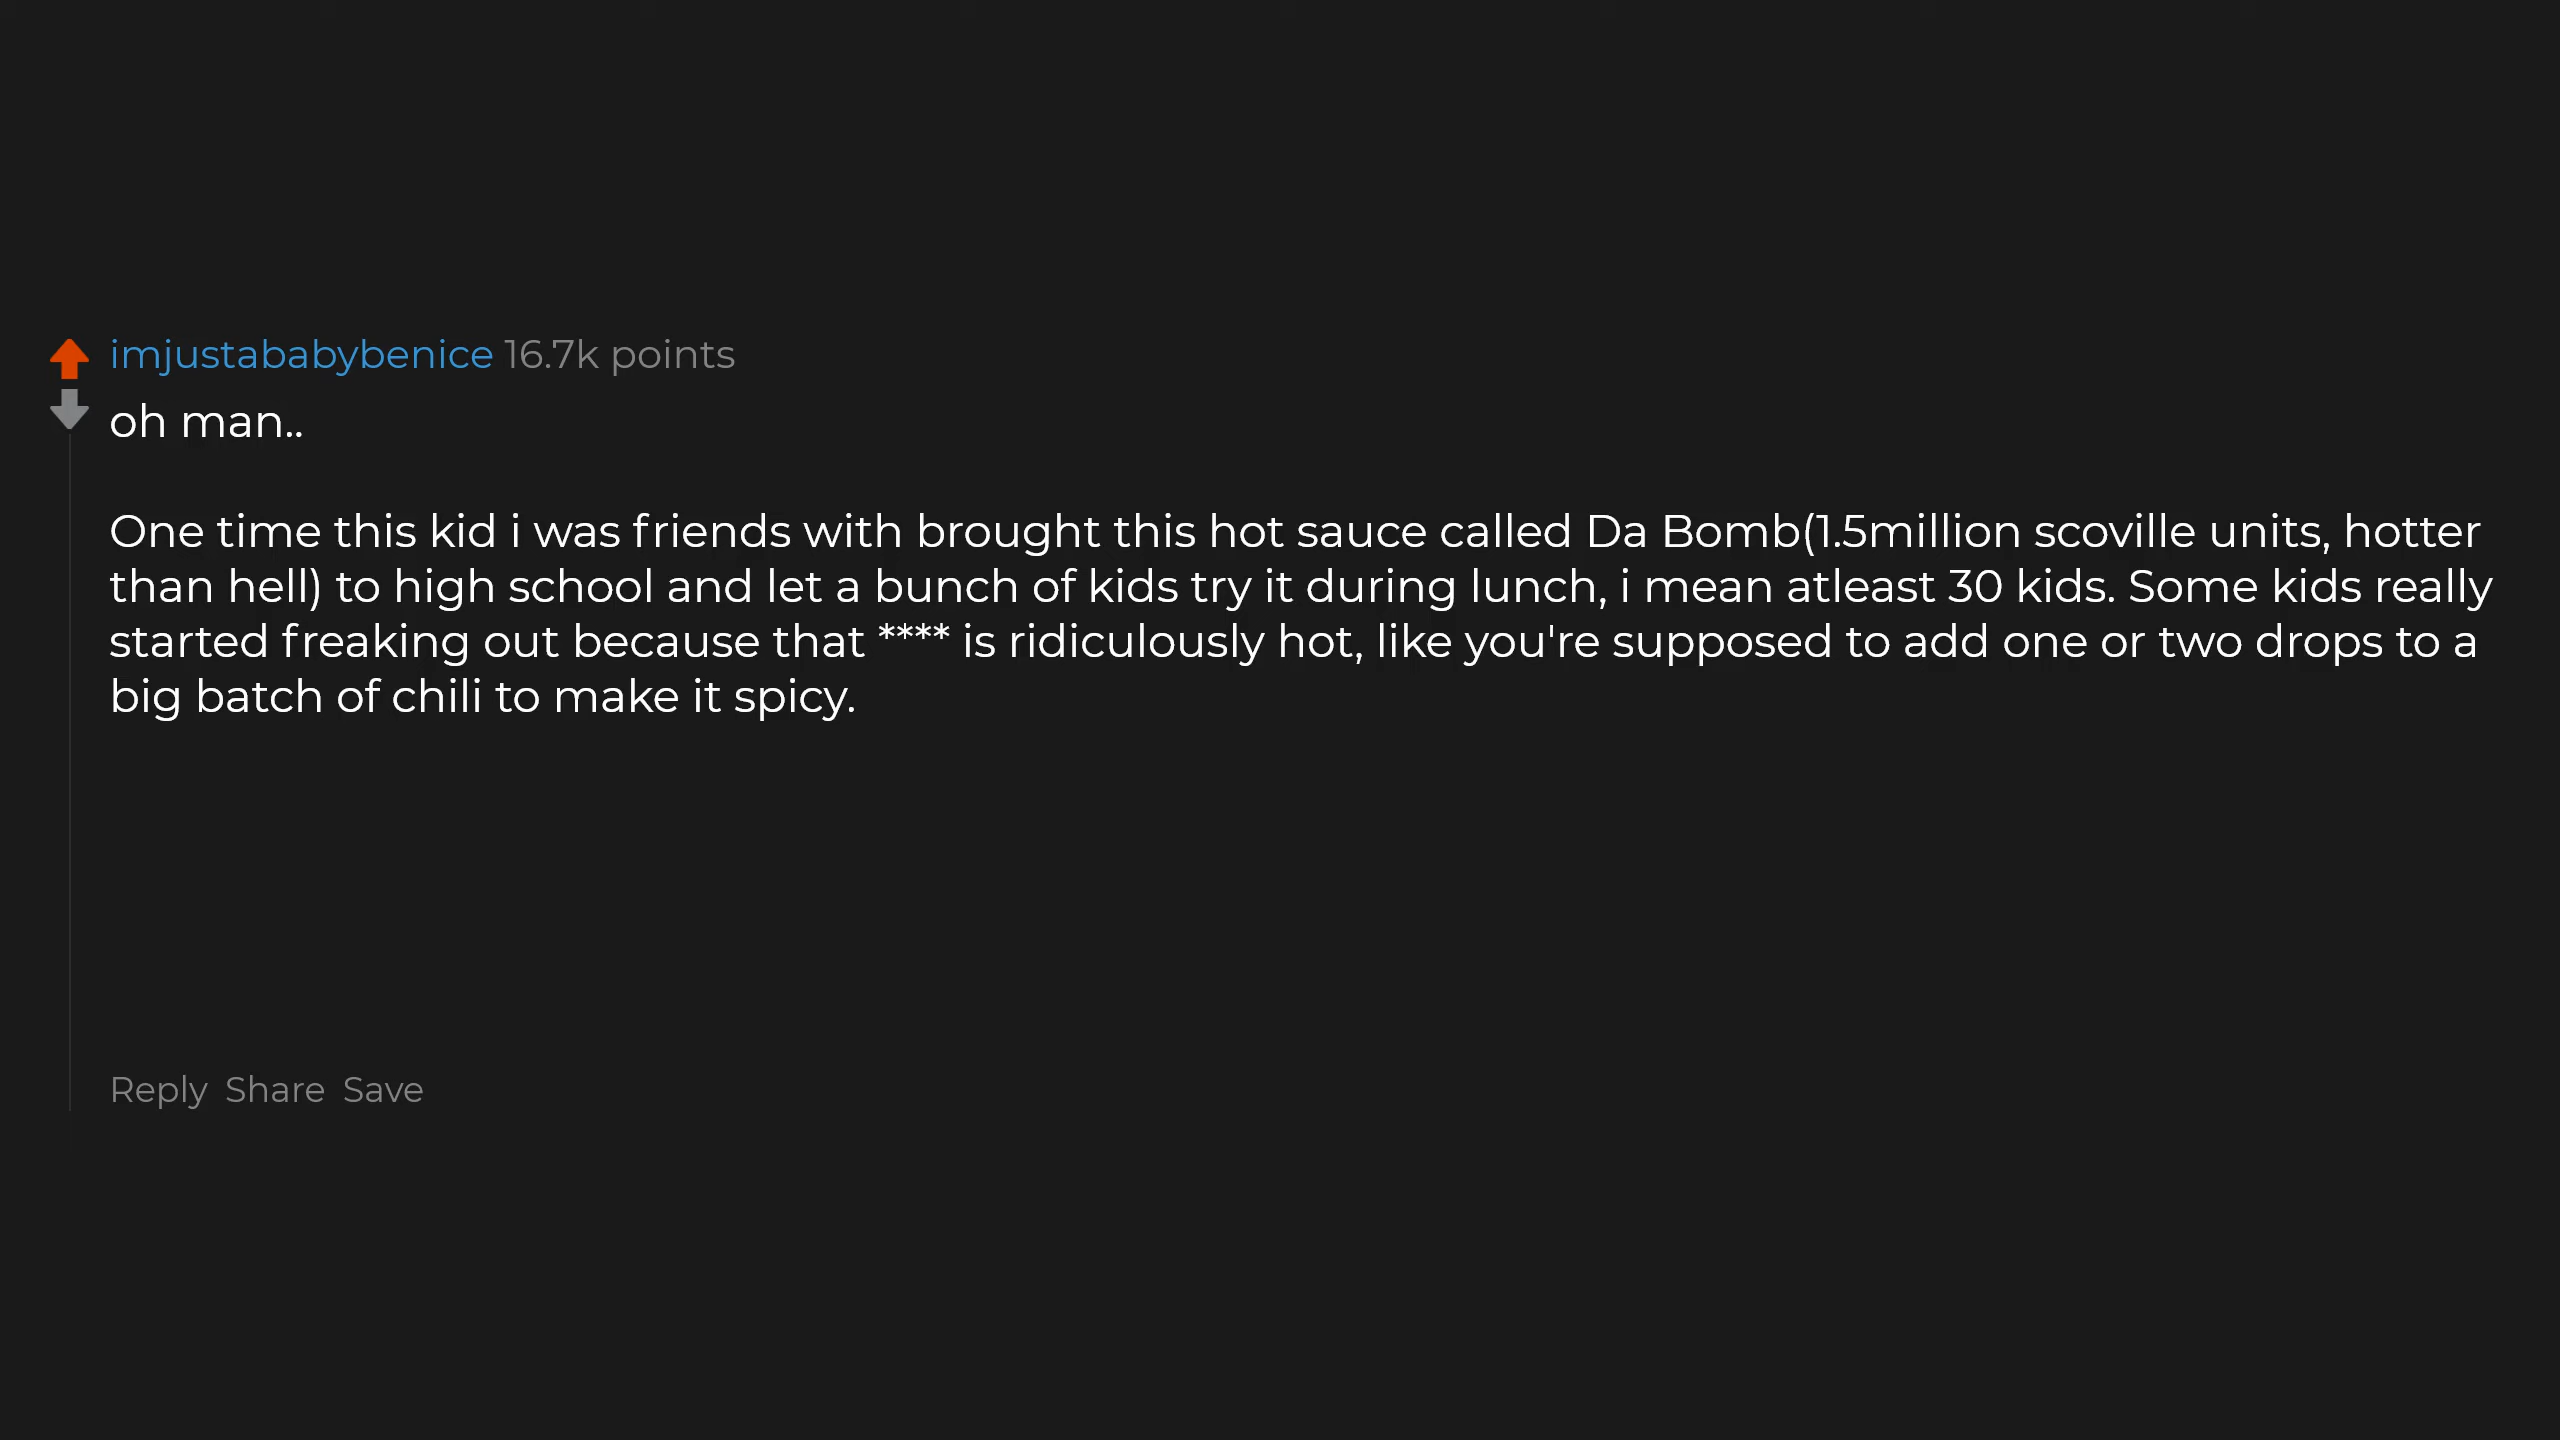 imjustababybenice 16.7k points
oh man..
One time this kid i was friends with brought this hot sauce called Da Bomb(1.5million scoville units, hotter
than hell) to high school and let a bunch of kids try it during lunch, i mean atleast 30 kids. Some kids really
started freaking out because that **** is ridiculously hot, like you're supposed to add one or two drops to a
big batch of chili to make it spicy.
Reply Share Save